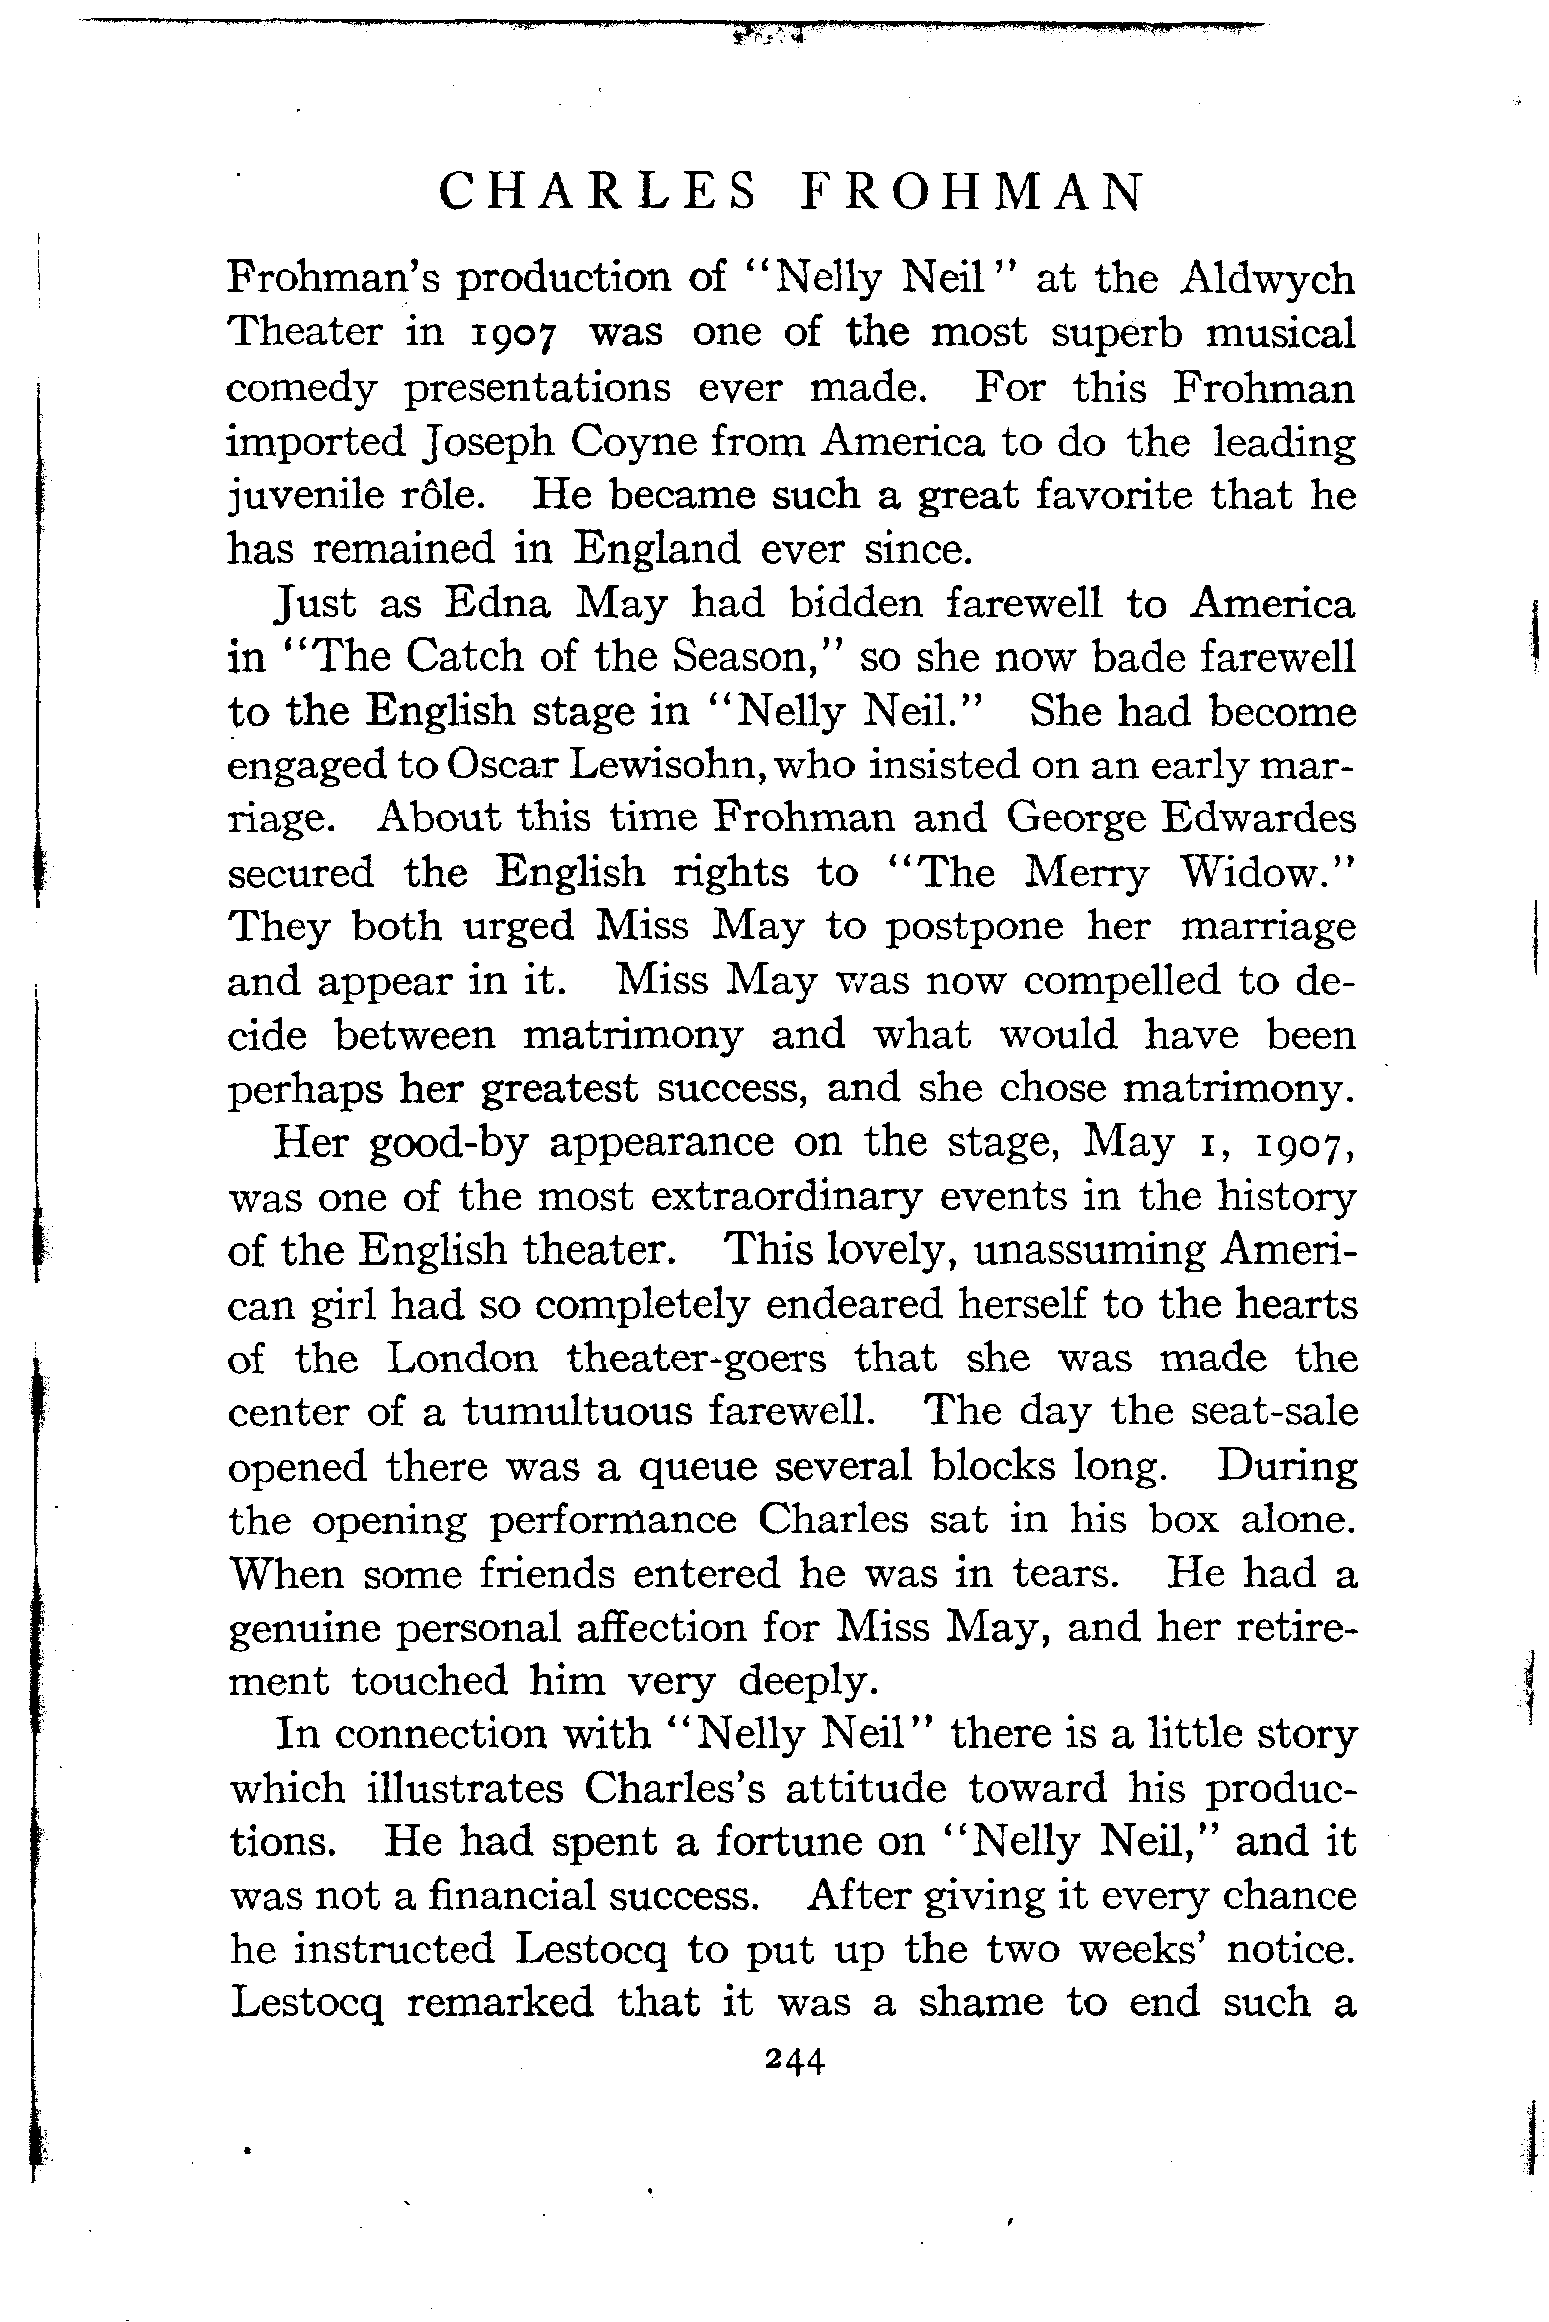 CHARLES FROHMAN
Frohman's production of "Nelly Neil" at the Aldwych
Theater in 1907 was one of the most superb musical
comedy presentations ever made. For this Frohman
imported Joseph Coyne from America to do the leading
juvenile rôle. He became such a great favorite that he
has remained in England ever since.
Just as Edna May had bidden farewell to America
in "The Catch of the Season," so she now bade farewell
to the English stage in "Nelly Neil." She had become
engaged to Oscar Lewisohn, who insisted on an early mar-
riage. About this time Frohman and George Edwardes
secured the English rights to "The Merry Widow."
They both urged Miss May to postpone her marriage
and appear in it. Miss May was now compelled to de-
cide between matrimony and what would have been
perhaps her greatest success, and she chose matrimony.
Her good-by appearance on the stage, May 1, 1907,
was one of the most extraordinary events in the history
of the English theater. This lovely, unassuming Ameri-
can girl had so completely endeared herself to the hearts
of the London theater-goers that she was made the
center of a tumultuous farewell. The day the seat-sale
opened there was a queue several blocks long. During
the opening performance Charles sat in his box alone.
When some friends entered he was in tears. He had a
genuine personal affection for Miss May, and her retire-
ment touched him very deeply.
In connection with "Nelly Neil" there is a little story
which illustrates Charles's attitude toward his produc-
tions. He had spent a fortune on "Nelly Neil," and it
was not a financial success. After giving it every chance
he instructed Lestocq to put up the two weeks' notice.
Lestocq remarked that it was a shame to end such a
244